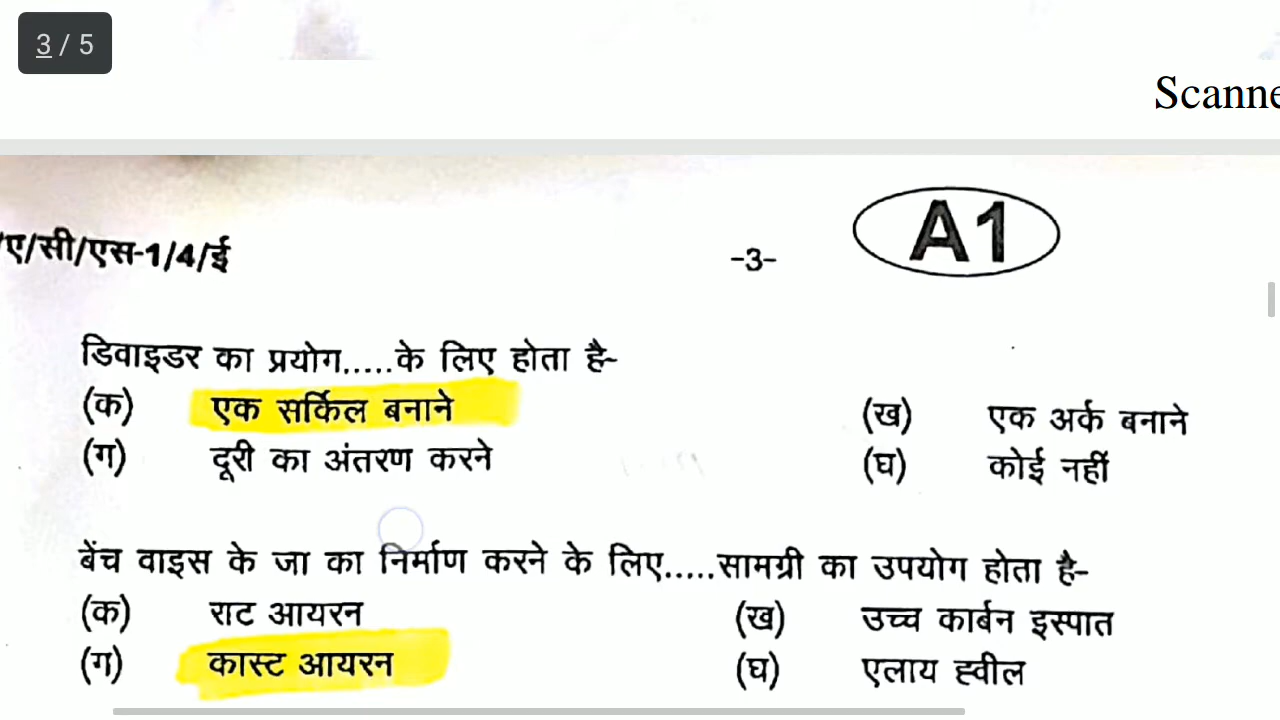 3 / 5
Scanne
ए/सी/एस-1/4/ई -3- A1
डिवाइडर का प्रयोग.....के लिए होता है-
(क) एक सर्किल बनाने (ख) एक अर्क बनाने
(ग) दूरी का अंतरण करने (घ) कोई नहीं
बेंच वाइस के जा का निर्माण करने के लिए.....सामग्री का उपयोग होता है-
(क) राट आयरन (ख) उच्च कार्बन इस्पात
(ग) कास्ट आयरन (घ) एलाय ह्वील